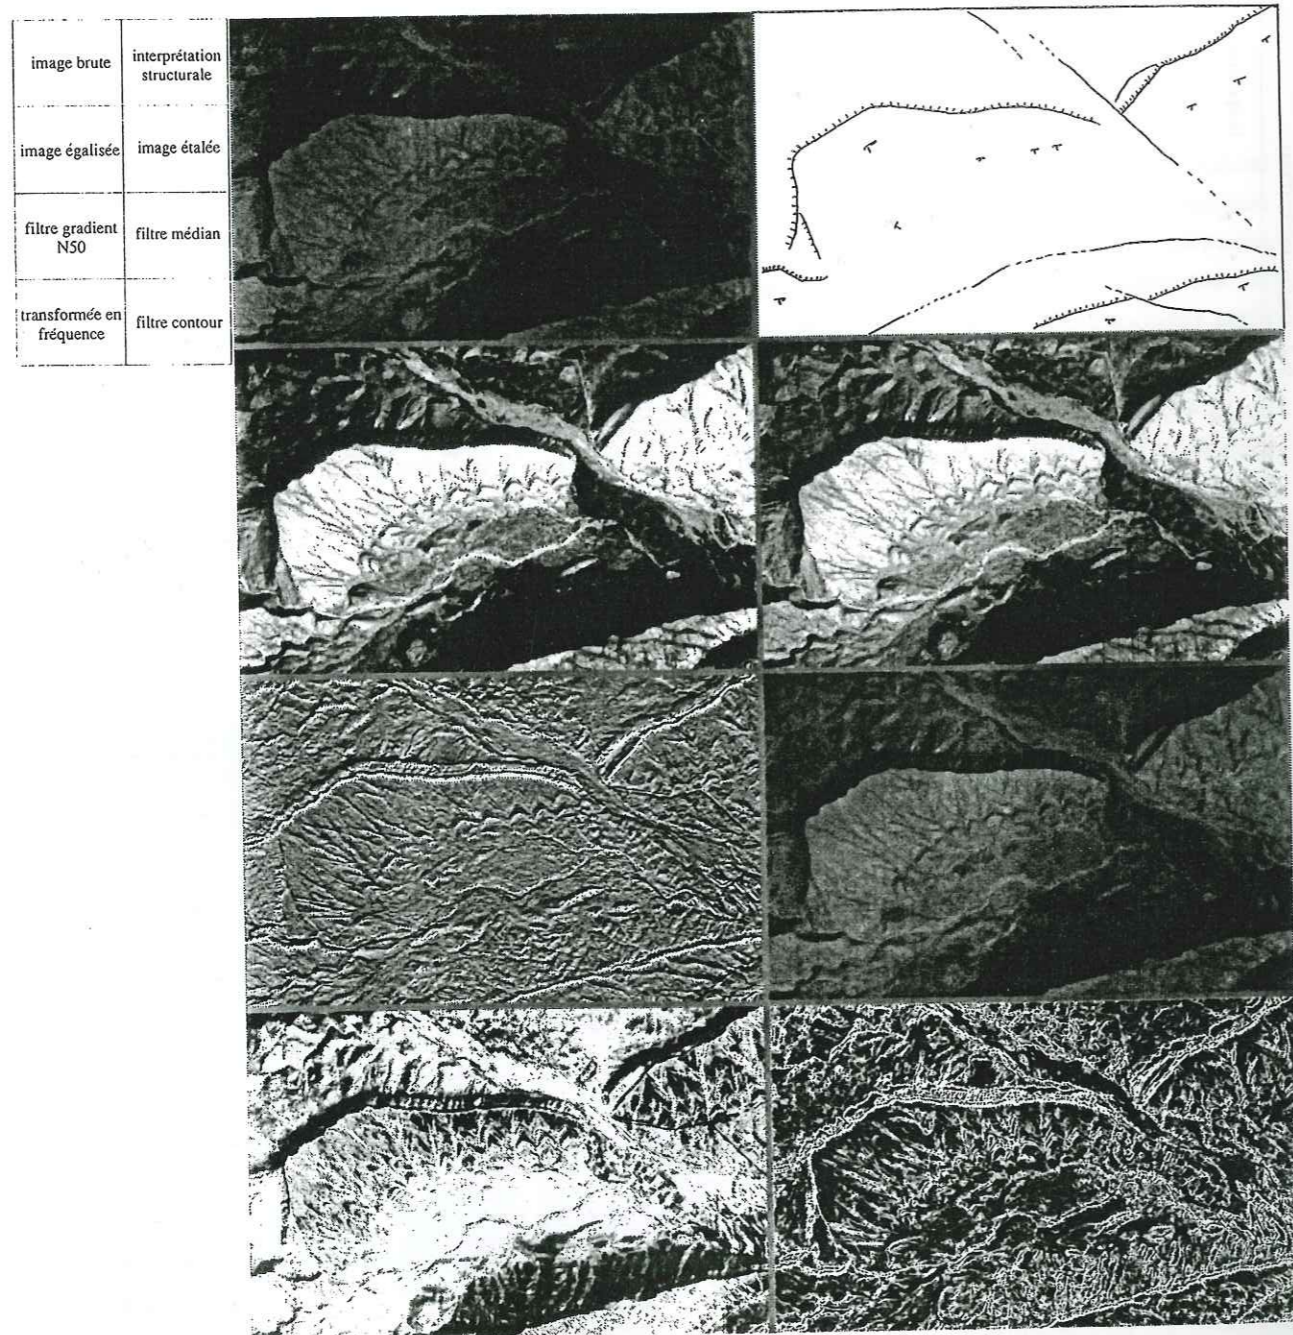 image brute
interprétation
structurale
image égalisée
image étalée
filtre gradient
N50
filtre médian
transformée en
fréquence
filtre contour